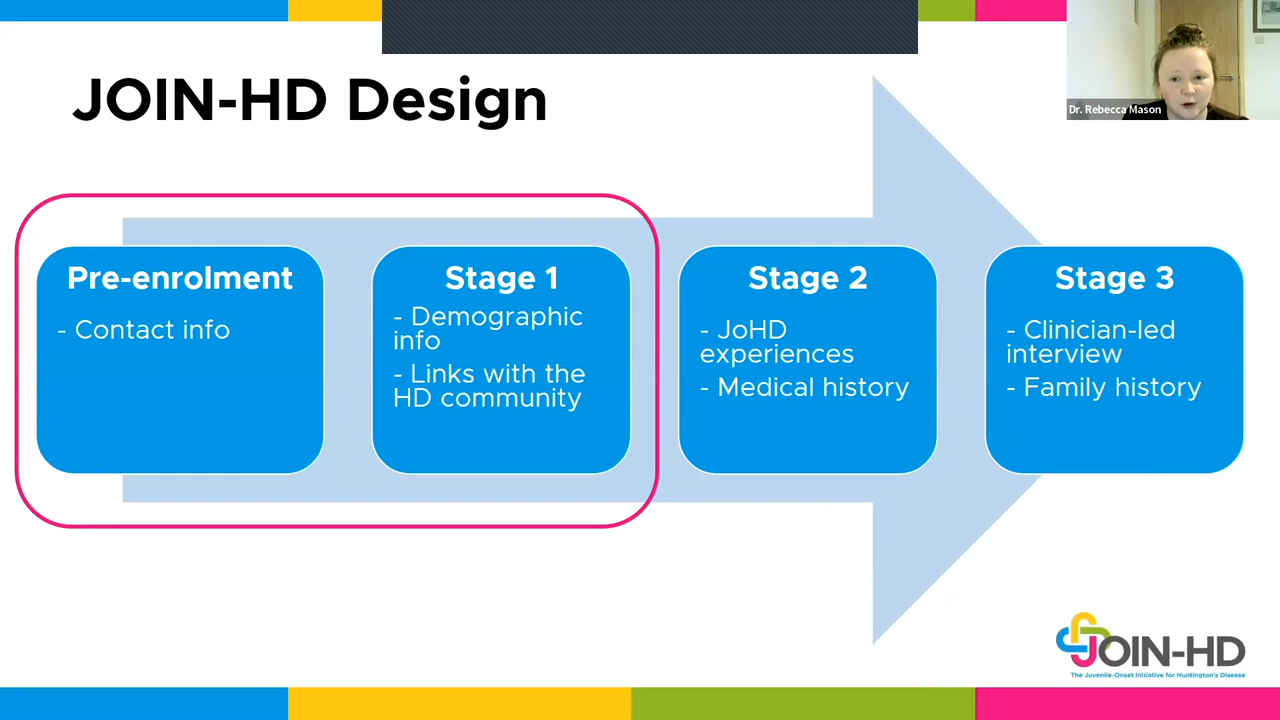 JOIN-HD Design
Dr. Rebecca Mason
Pre-enrolment
- Contact info
Stage 1
- Demographic
info
- Links with the
HD community
Stage 2
- JoHD
experiences
- Medical history
Stage 3
- Clinician-led
interview
- Family history
JOIN-HD
The Juvenile-Onset Initiative for Huntington's Disease